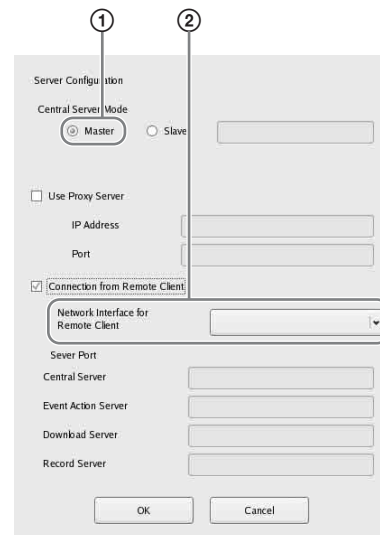 ① ②
Server Configuration
Central Server Mode
Master Slave
Use Proxy Server
IP Address
Port
Connection from Remote Client
Network Interface for
Remote Client
Sever Port
Central Server
Event Action Server
Download Server
Record Server
OK Cancel